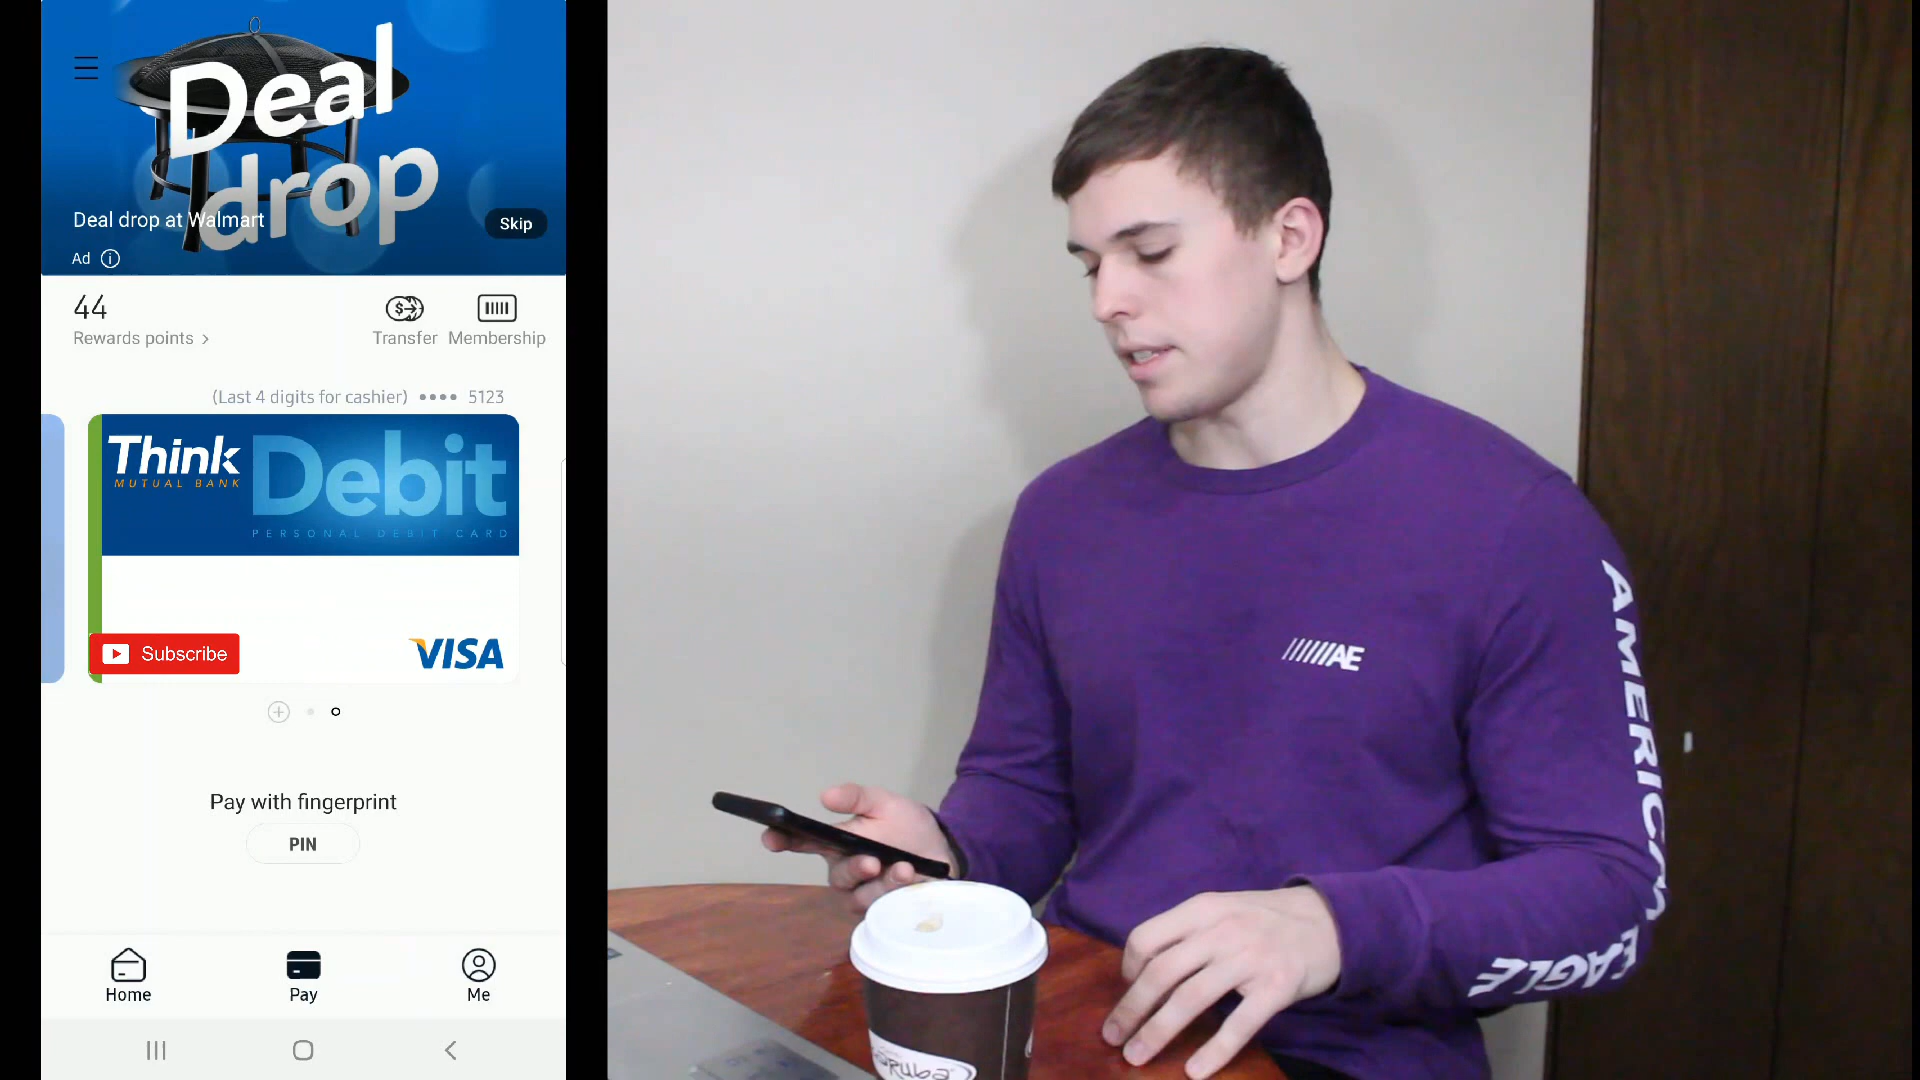 Deal
drop
Deal drop at Walmart
Skip
Ad
44
Rewards points >
Transfer
Membership
(Last 4 digits for cashier) •••• 5123
Think
MUTUAL BANK
Debit
PERSONAL DEBIT CARD
Subscribe
VISA
Pay with fingerprint
PIN
Home
Pay
Me
AE
AMERICAN
EAGLE